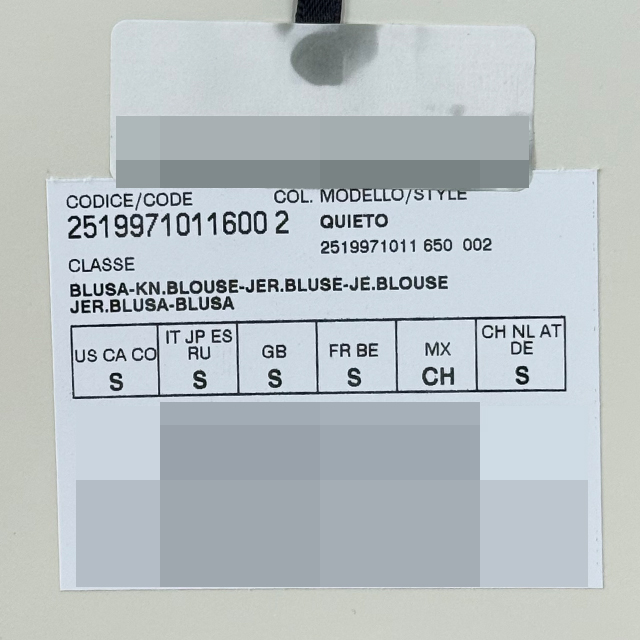 CODICE/CODE COL. MODELLO/STYLE
2519971011600 2 QUIETO
2519971011 650 002
CLASSE
BLUSA-KN.BLOUSE-JER.BLUSE-JE.BLOUSE
JER.BLUSA-BLUSA
US CA CO IT JP ES RU GB FR BE MX CH NL AT DE
S S S S CH S